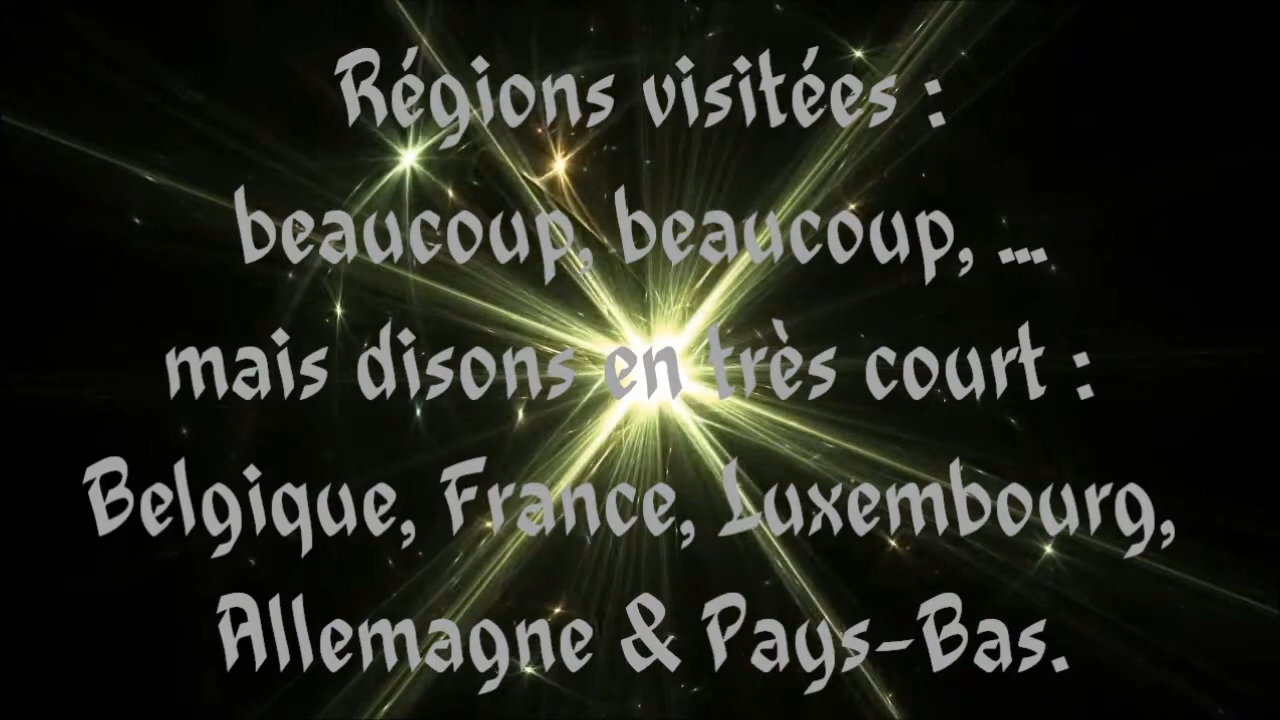 Régions visitées :
beaucoup, beaucoup, ...
mais disons en très court :
Belgique, France, Luxembourg,
Allemagne & Pays-Bas.